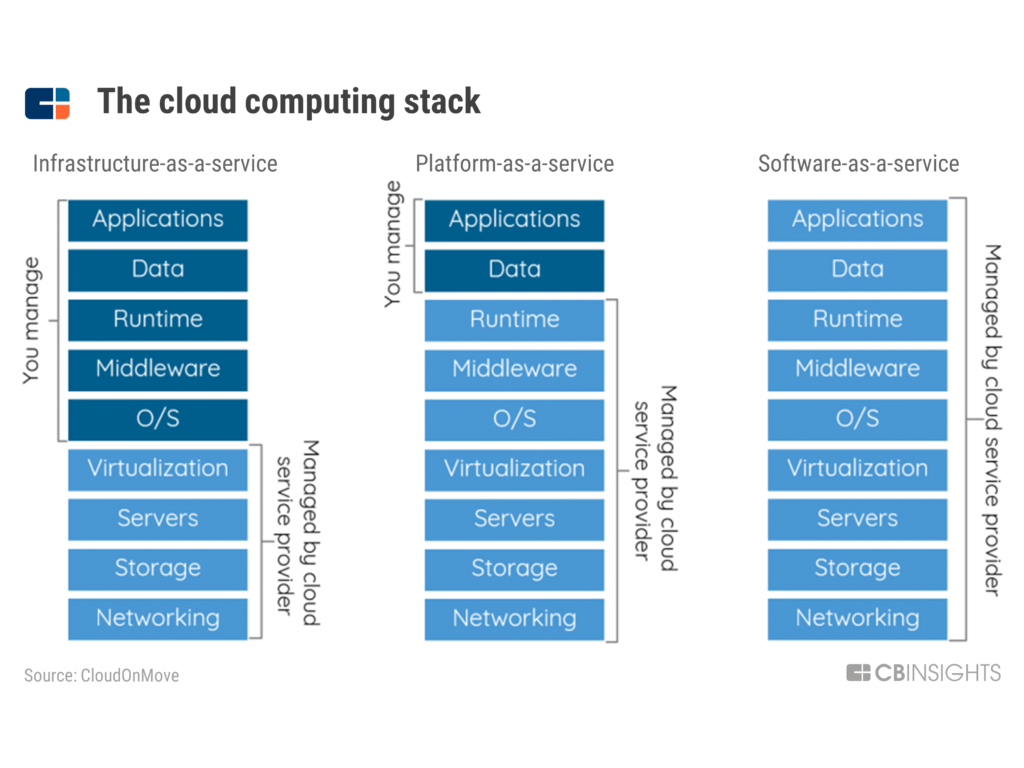 The cloud computing stack
Infrastructure-as-a-service
You manage
Applications
Data
Runtime
Middleware
O/S
Virtualization
Servers
Storage
Networking
Managed by cloud
service provider
Platform-as-a-service
You manage
Applications
Data
Runtime
Middleware
O/S
Virtualization
Servers
Storage
Networking
Managed by cloud
service provider
Software-as-a-service
Applications
Data
Runtime
Middleware
O/S
Virtualization
Servers
Storage
Networking
Managed by cloud service provider
Source: CloudOnMove
CBINSIGHTS